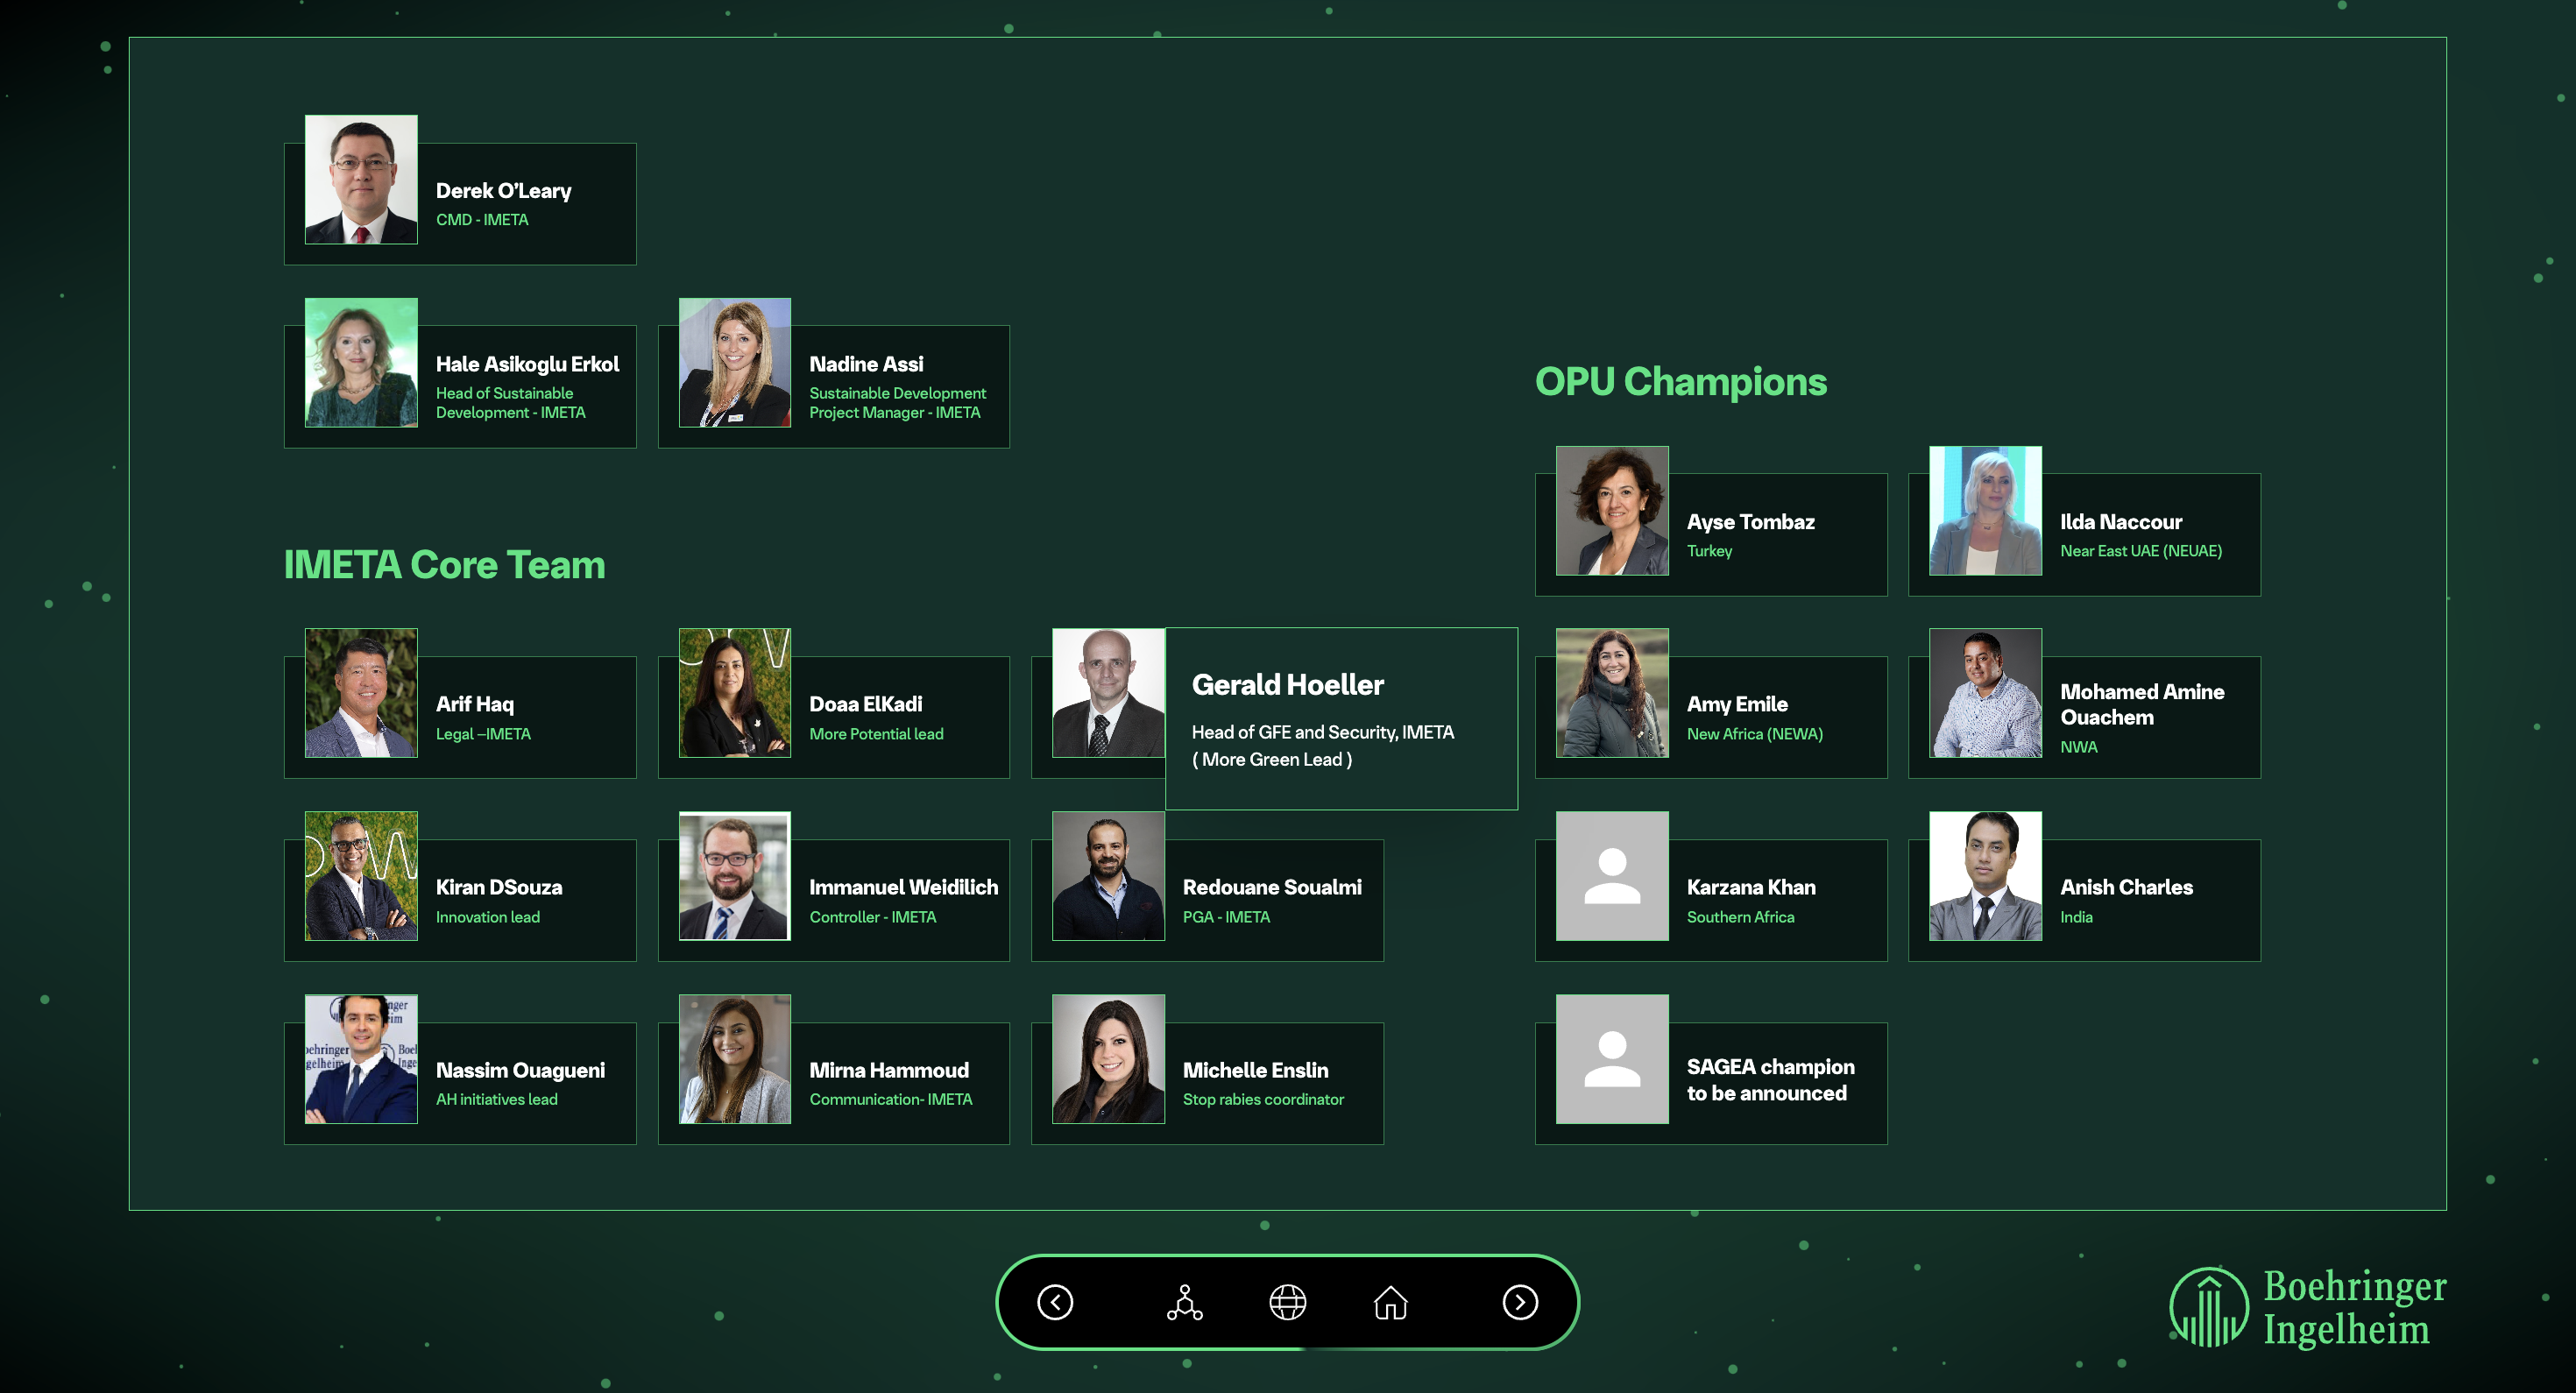 Derek O’Leary
CMD - IMETA
Hale Asikoglu Erkol
Head of Sustainable
Development - IMETA
Nadine Assi
Sustainable Development
Project Manager - IMETA
IMETA Core Team
Arif Haq
Legal –IMETA
Doaa ElKadi
More Potential lead
Gerald Hoeller
Head of GFE and Security, IMETA
( More Green Lead )
Kiran DSouza
Innovation lead
Immanuel Weidilich
Controller - IMETA
Redouane Soualmi
PGA - IMETA
Nassim Ouagueni
AH initiatives lead
Mirna Hammoud
Communication- IMETA
Michelle Enslin
Stop rabies coordinator
OPU Champions
Ayse Tombaz
Turkey
Ilda Naccour
Near East UAE (NEUAE)
Amy Emile
New Africa (NEWA)
Mohamed Amine
Ouachem
NWA
Karzana Khan
Southern Africa
Anish Charles
India
SAGEA champion
to be announced
Boehringer
Ingelheim